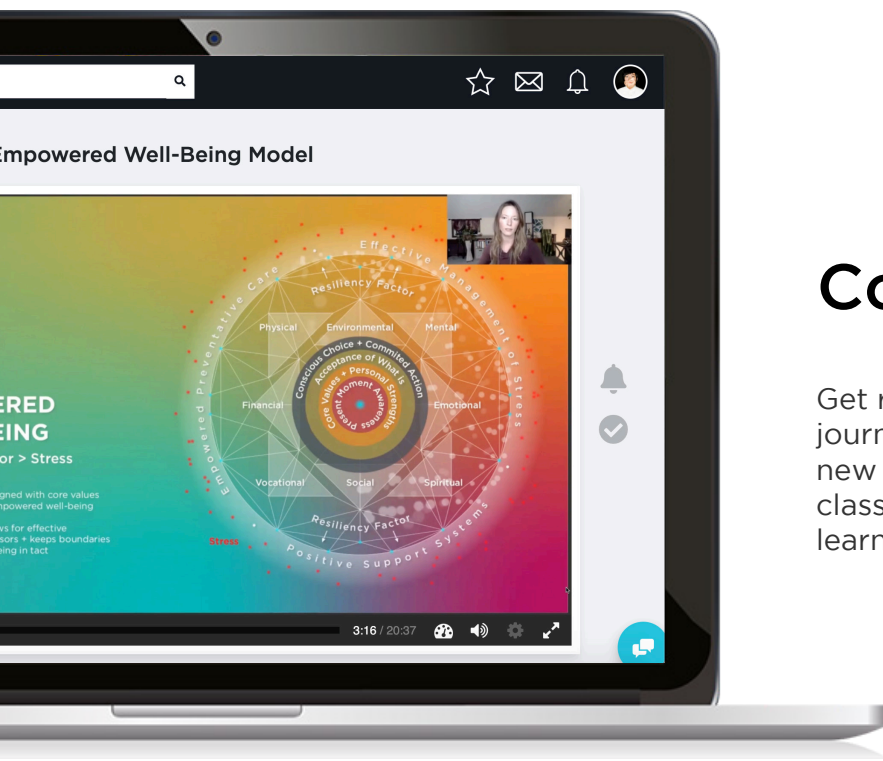 Empowered Well-Being Model
Effective Management of Stress
Empowered Preventative Care
Resiliency Factor
Physical
Environmental
Mental
Conscious Choice + Commited Action
Acceptance of What is
Core Values + Personal Strengths
Present Moment Awareness
Financial
Emotional
Vocational
Social
Spiritual
Resiliency Factor
Positive Support Systems
Stress
ERED
EING
or > Stress
gned with core values
mpowered well-being
ws for effective
sors + keeps boundaries
eing in tact
3:16 / 20:37
Co
Get r
journ
new
class
learn